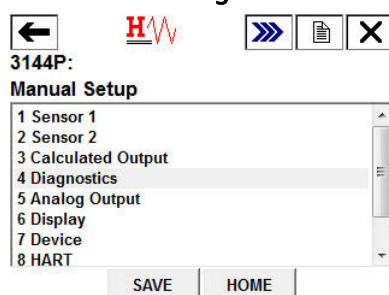 H
3144P:
Manual Setup
1 Sensor 1
2 Sensor 2
3 Calculated Output
4 Diagnostics
5 Analog Output
6 Display
7 Device
8 HART
SAVE HOME